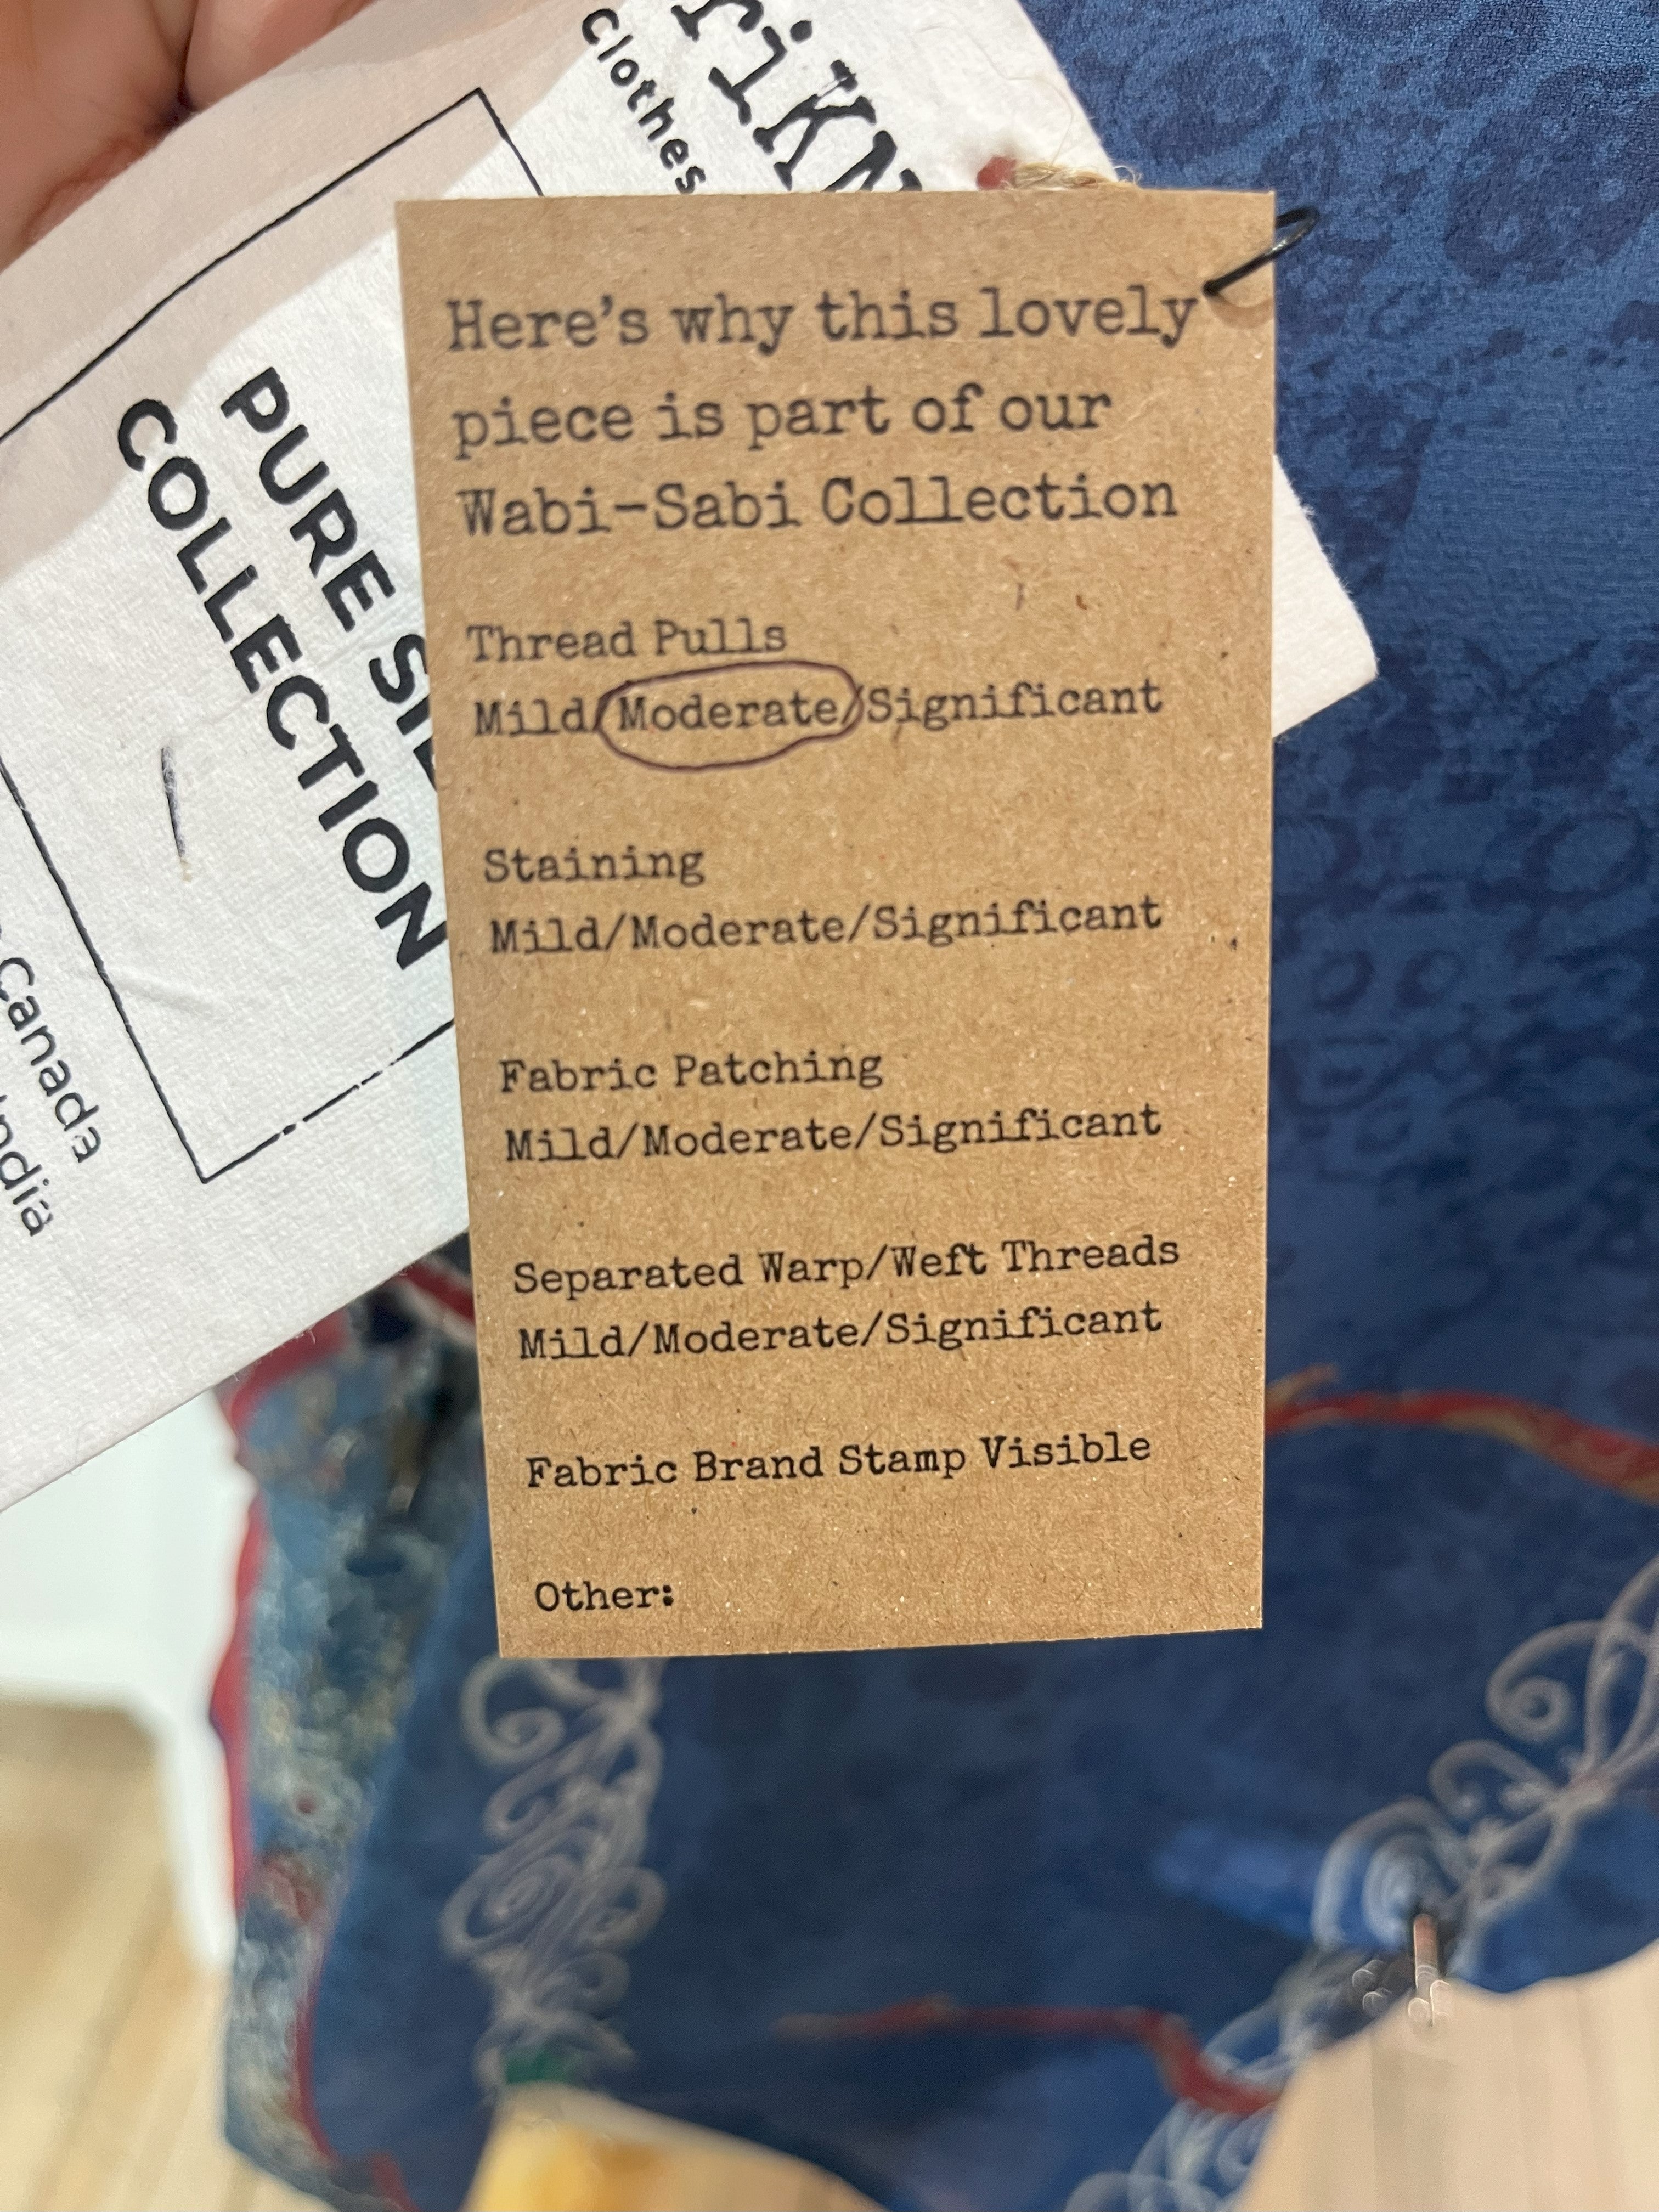 Clothes
PURE
COLLECTION
Canada
India
Here's why this lovely
piece is part of our
Wabi-Sabi Collection
Thread Pulls
Mild/Moderate/Significant
Staining
Mild/Moderate/Significant
Fabric Patching
Mild/Moderate/Significant
Separated Warp/Weft Threads
Mild/Moderate/Significant
Fabric Brand Stamp Visible
Other: